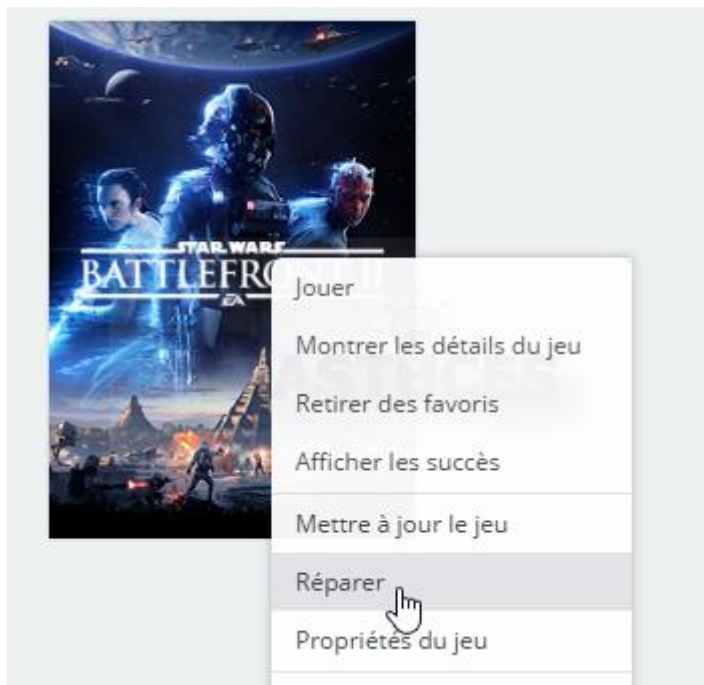 STAR WARS
BATTLEFRONT II
EA
Jouer
Montrer les détails du jeu
ASTUCES
Retirer des favoris
Afficher les succès
Mettre à jour le jeu
Réparer
Propriétés du jeu